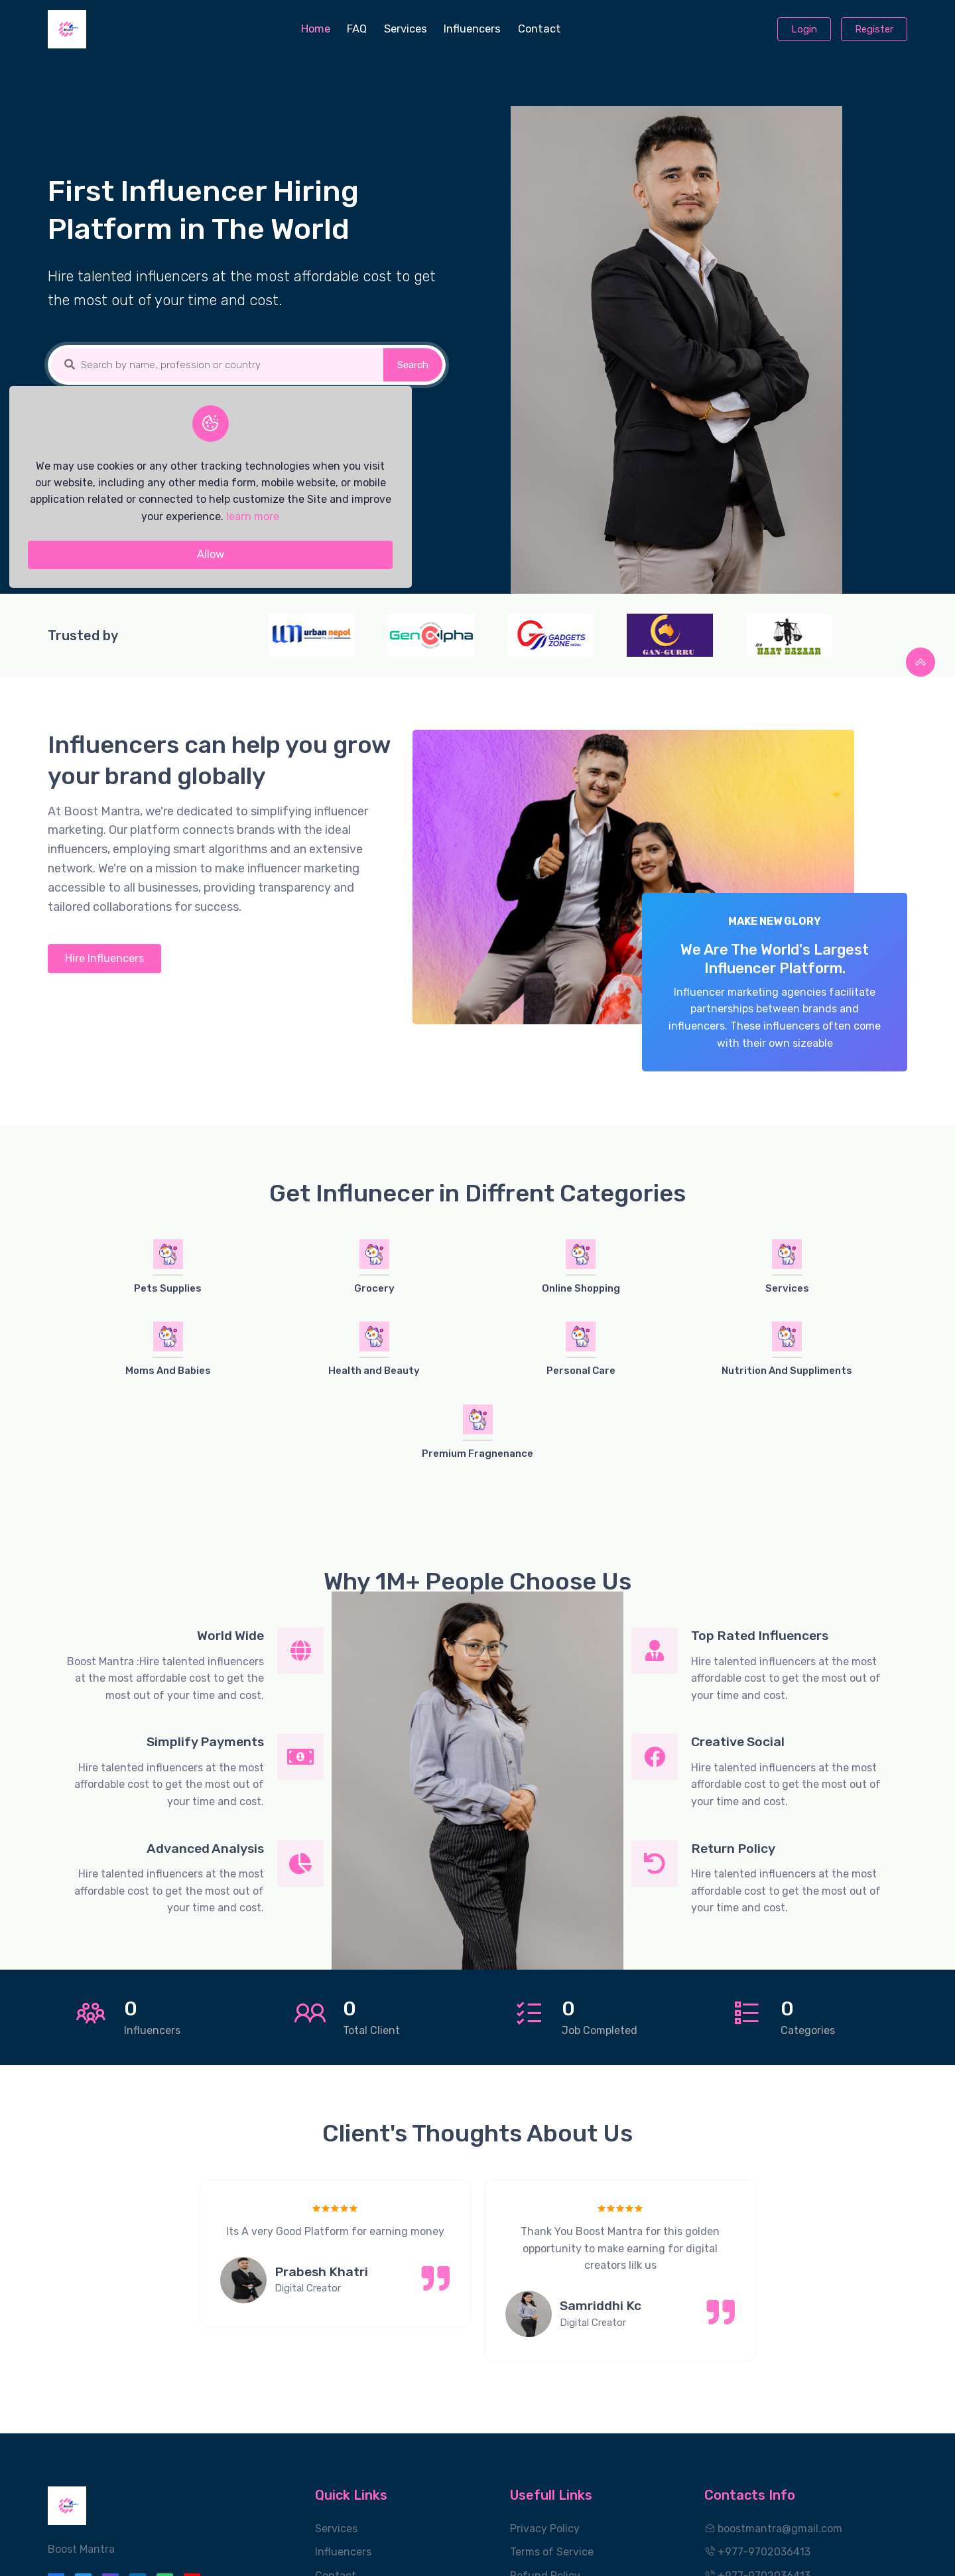 Home FAQ Services Influencers Contact Login Register
First Influencer Hiring
Platform in The World
Hire talented influencers at the most affordable cost to get
the most out of your time and cost.
Search by name, profession or country Search
We may use cookies or any other tracking technologies when you visit
our website, including any other media form, mobile website, or mobile
application related or connected to help customize the Site and improve
your experience. learn more
Allow
Trusted by
urban nepal
GenAlpha
GADGETS ZONE NEPAL
GAN-GURRU
HAAT BAZAAR
Influencers can help you grow
your brand globally
At Boost Mantra, we're dedicated to simplifying influencer
marketing. Our platform connects brands with the ideal
influencers, employing smart algorithms and an extensive
network. We're on a mission to make influencer marketing
accessible to all businesses, providing transparency and
tailored collaborations for success.
Hire Influencers
MAKE NEW GLORY
We Are The World's Largest
Influencer Platform.
Influencer marketing agencies facilitate
partnerships between brands and
influencers. These influencers often come
with their own sizeable
Get Influnecer in Diffrent Categories
Pets Supplies
Grocery
Online Shopping
Services
Moms And Babies
Health and Beauty
Personal Care
Nutrition And Suppliments
Premium Fragnenance
Why 1M+ People Choose Us
World Wide
Boost Mantra :Hire talented influencers
at the most affordable cost to get the
most out of your time and cost.
Simplify Payments
Hire talented influencers at the most
affordable cost to get the most out of
your time and cost.
Advanced Analysis
Hire talented influencers at the most
affordable cost to get the most out of
your time and cost.
Top Rated Influencers
Hire talented influencers at the most
affordable cost to get the most out of
your time and cost.
Creative Social
Hire talented influencers at the most
affordable cost to get the most out of
your time and cost.
Return Policy
Hire talented influencers at the most
affordable cost to get the most out of
your time and cost.
0
Influencers
0
Total Client
0
Job Completed
0
Categories
Client's Thoughts About Us
Its A very Good Platform for earning money
Prabesh Khatri
Digital Creator
Thank You Boost Mantra for this golden
opportunity to make earning for digital
creators lilk us
Samriddhi Kc
Digital Creator
Boost Mantra
Quick Links
Services
Influencers
Contact
Usefull Links
Privacy Policy
Terms of Service
Refund Policy
Contacts Info
boostmantra@gmail.com
+977-9702036413
+977-9702036413